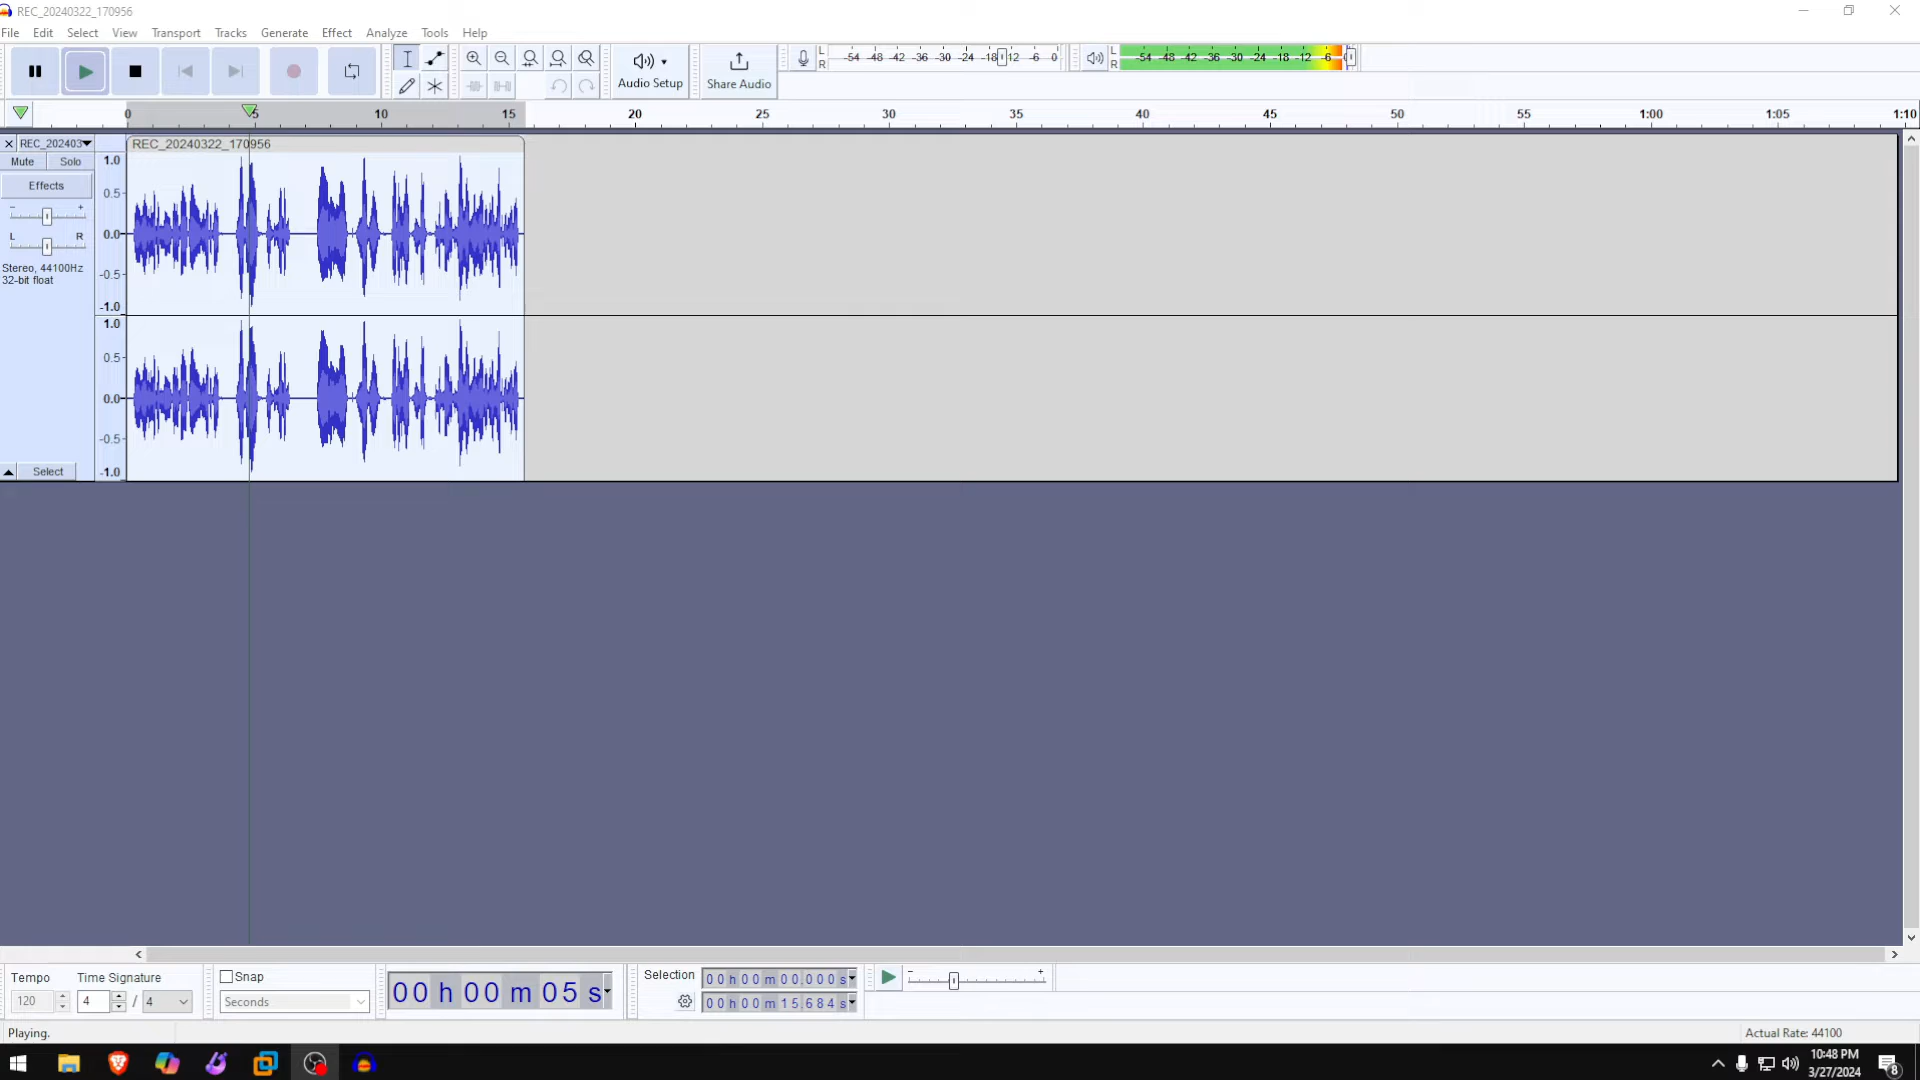 REC_20240322_170956
File Edit Select View Transport Tracks Generate Effect Analyze Tools Help
Audio Setup
Share Audio
L R -54 -48 -42 -36 -30 -24 -18 -12 -6 0
L R -54 -48 -42 -36 -30 -24 -18 -12 -6
0 5 10 15 20 25 30 35 40 45 50 55 1:00 1:05 1:10
REC_202403
REC_20240322_170956
Mute Solo
Effects
- +
L R
Stereo, 44100Hz
32-bit float
Select
1.0
0.5
0.0
-0.5
-1.0
1.0
0.5
0.0
-0.5
-1.0
Tempo
120
Time Signature
4 / 4
Snap
Seconds
00 h 00 m 05 s
Selection
00 h 00 m 00.000 s
00 h 00 m 15.684 s
- +
Playing.
Actual Rate: 44100
10:48 PM
3/27/2024
8